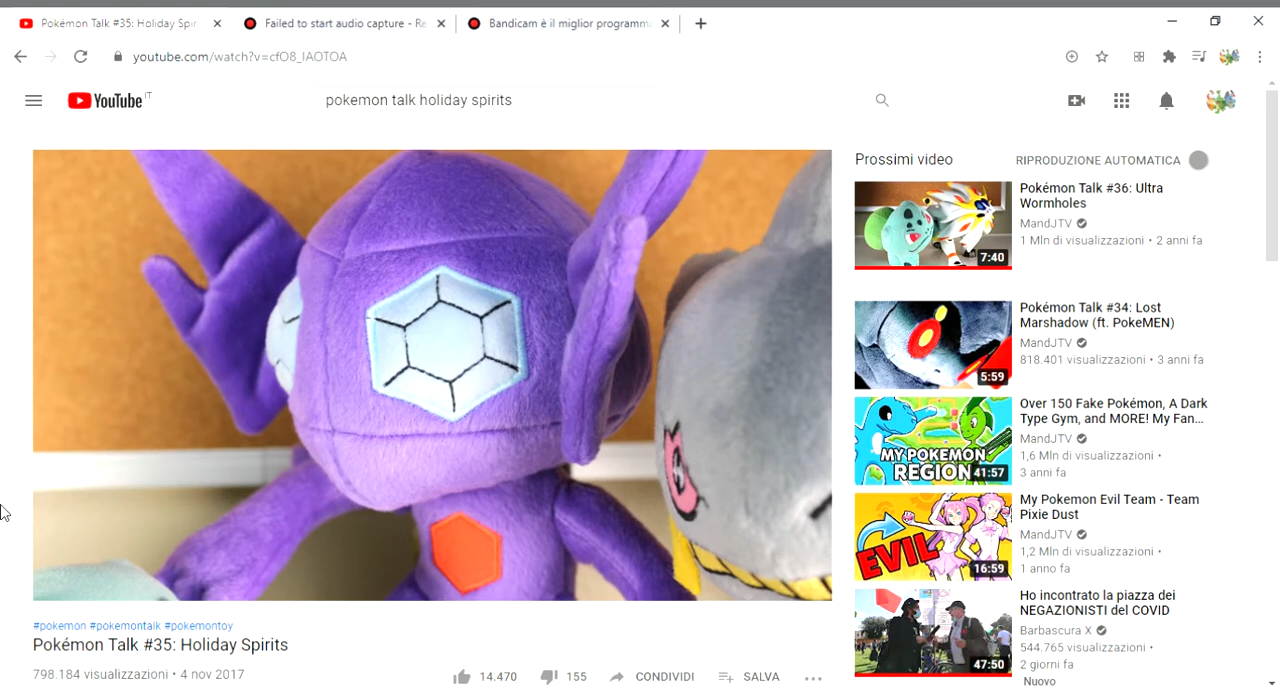 Pokémon Talk #35: Holiday Spir
Failed to start audio capture - Re
Bandicam è il miglior programma
youtube.com/watch?v=cfO8_IAOTOA
YouTube IT
pokemon talk holiday spirits
Prossimi video
RIPRODUZIONE AUTOMATICA
7:40
Pokémon Talk #36: Ultra
Wormholes
MandJTV
1 Mln di visualizzazioni • 2 anni fa
5:59
Pokémon Talk #34: Lost
Marshadow (ft. PokeMEN)
MandJTV
818.401 visualizzazioni • 3 anni fa
MY POKEMON
REGION
41:57
Over 150 Fake Pokémon, A Dark
Type Gym, and MORE! My Fan...
MandJTV
1,6 Mln di visualizzazioni •
3 anni fa
EVIL
16:59
My Pokemon Evil Team - Team
Pixie Dust
MandJTV
1,2 Mln di visualizzazioni •
1 anno fa
47:50
Ho incontrato la piazza dei
NEGAZIONISTI del COVID
Barbascura X
544.765 visualizzazioni •
2 giorni fa
Nuovo
#pokemon #pokemontalk #pokemontoy
Pokémon Talk #35: Holiday Spirits
798.184 visualizzazioni • 4 nov 2017
14.470
155
CONDIVIDI
SALVA